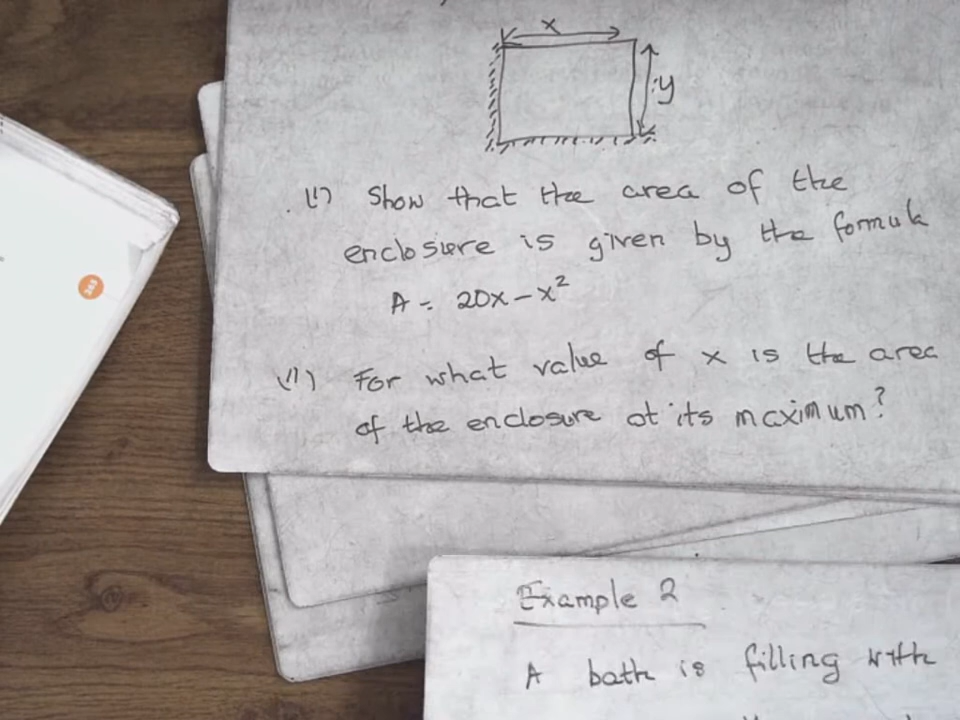 x
y
(i) Show that the area of the
enclosure is given by the formula
A = 20x - x²
(ii) For what value of x is the area
of the enclosure at its maximum?
Example 2
A bath is filling with